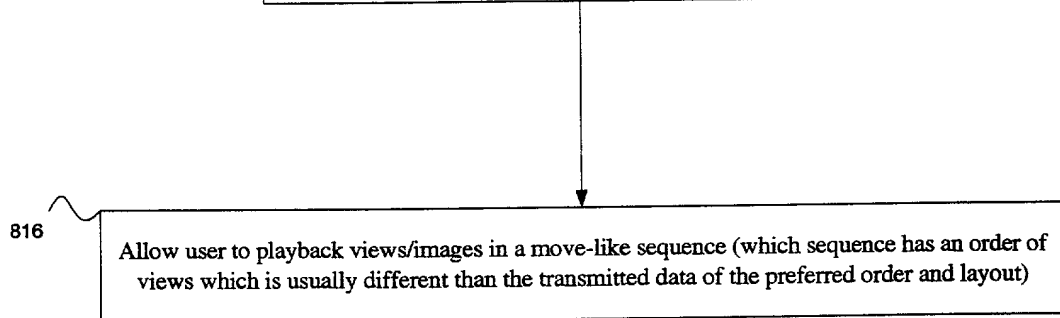 816
Allow user to playback views/images in a move-like sequence (which sequence has an order of
views which is usually different than the transmitted data of the preferred order and layout)